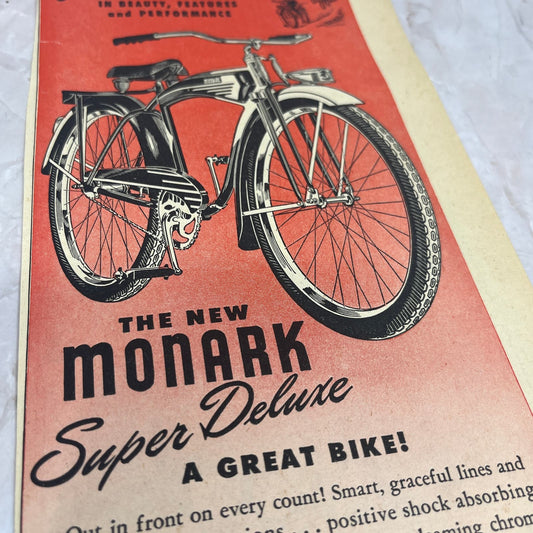 IN BEAUTY, FEATURES
and PERFORMANCE
THE NEW
MONARK
Super Deluxe
A GREAT BIKE!
Out in front on every count! Smart, graceful lines and
positive shock absorbing
chrom